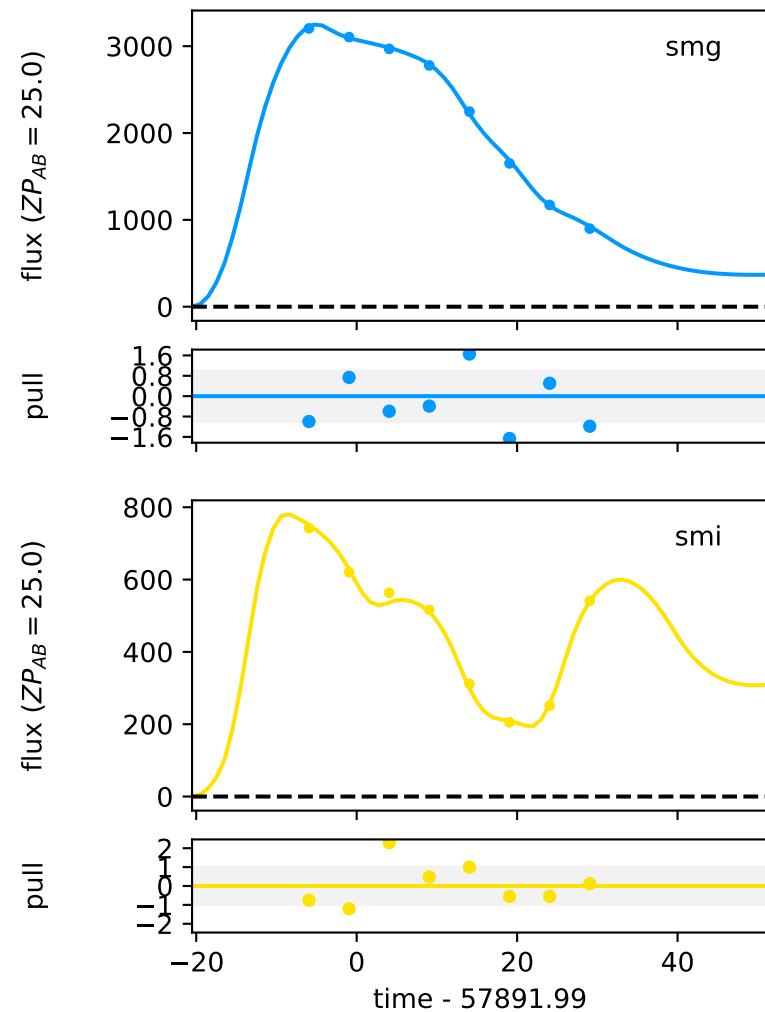 smg
flux (ZP_AB = 25.0)
3000
2000
1000
0
pull
1.6
0.8
0.0
−0.8
−1.6
smi
flux (ZP_AB = 25.0)
800
600
400
200
0
pull
2
1
0
−1
−2
−20 0 20 40
time - 57891.99